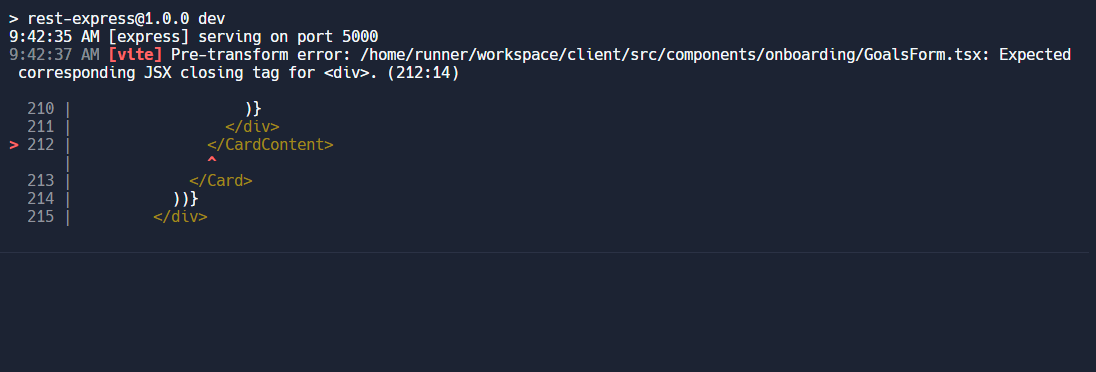 > rest-express@1.0.0 dev
9:42:35 AM [express] serving on port 5000
9:42:37 AM [vite] Pre-transform error: /home/runner/workspace/client/src/components/onboarding/GoalsForm.tsx: Expected
corresponding JSX closing tag for <div>. (212:14)
210 | )}
211 | </div>
> 212 | </CardContent>
| ^
213 | </Card>
214 | ))}
215 | </div>